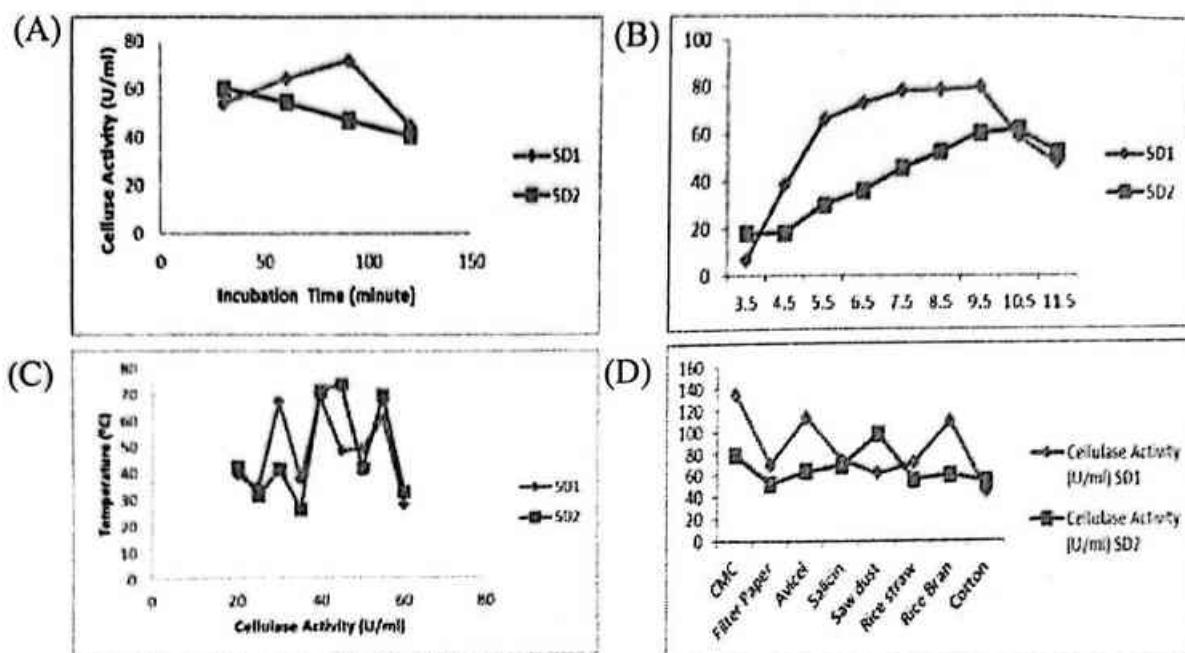 (A)
80
60
40
20
0
Celluse Activity (U/ml)
0 50 100 150
Incubation Time (minute)
SD1
SD2
(B)
100
80
60
40
20
0
3.5 4.5 5.5 6.5 7.5 8.5 9.5 10.5 11.5
SD1
SD2
(C)
80
70
60
50
40
30
20
10
0
Temperature (°C)
0 20 40 60 80
Cellulase Activity (U/ml)
SD1
SD2
(D)
160
140
120
100
80
60
40
20
0
CMC
Filter Paper
Avicel
Salicin
Saw dust
Rice straw
Rice Bran
Cotton
Cellulase Activity
(U/ml) SD1
Cellulase Activity
(U/ml) SD2